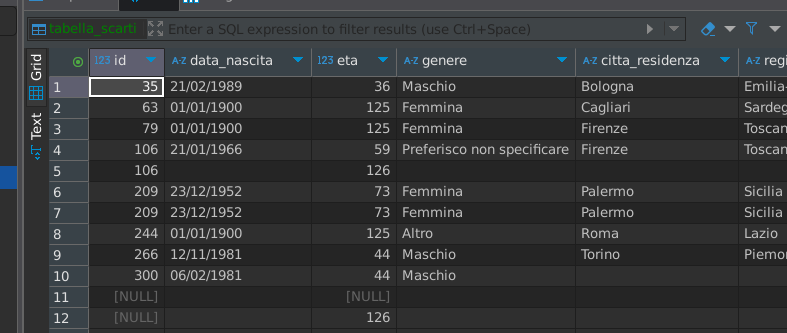 tabella_scarti Enter a SQL expression to filter results (use Ctrl+Space)
Grid
Text
123 id A-Z data_nascita 123 eta A-Z genere A-Z citta_residenza A-Z regi
1 35 21/02/1989 36 Maschio Bologna Emilia-
2 63 01/01/1900 125 Femmina Cagliari Sardeg
3 79 01/01/1900 125 Femmina Firenze Toscan
4 106 21/01/1966 59 Preferisco non specificare Firenze Toscan
5 106 126
6 209 23/12/1952 73 Femmina Palermo Sicilia
7 209 23/12/1952 73 Femmina Palermo Sicilia
8 244 01/01/1900 125 Altro Roma Lazio
9 266 12/11/1981 44 Maschio Torino Piemor
10 300 06/02/1981 44 Maschio
11 [NULL] [NULL]
12 [NULL] 126